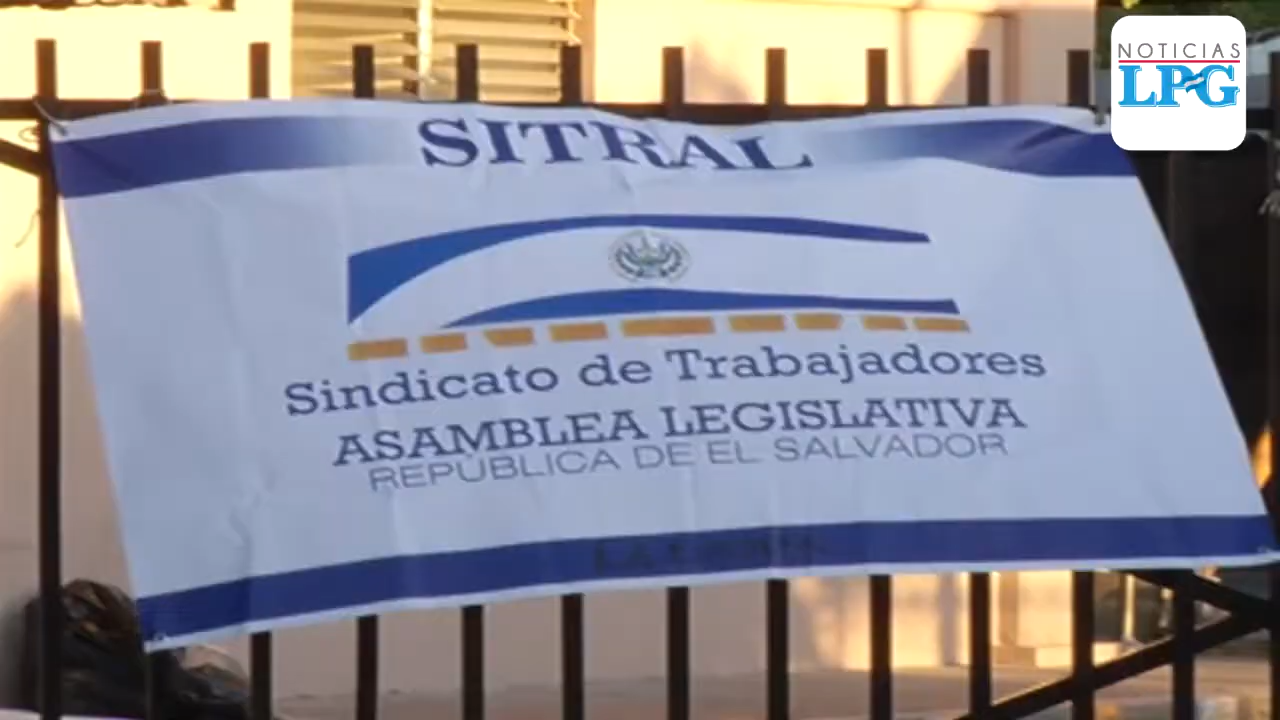 NOTICIAS
LPG
SITRAL
Sindicato de Trabajadores
ASAMBLEA LEGISLATIVA
REPÚBLICA DE EL SALVADOR